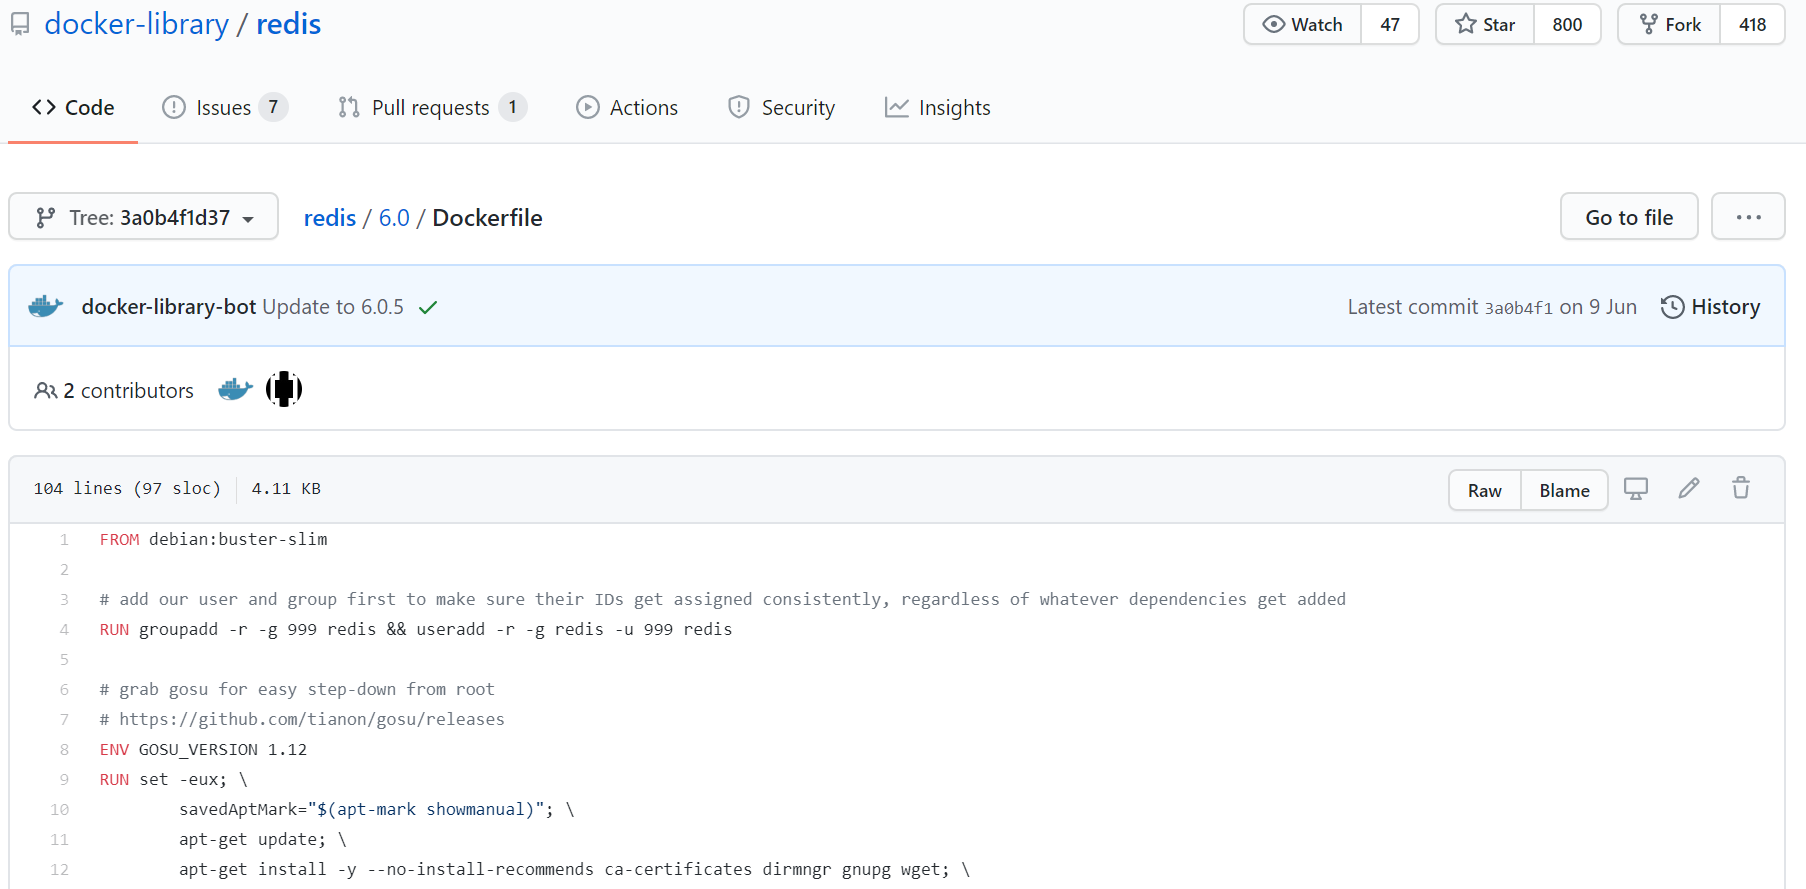 docker-library / redis
Watch 47 Star 800 Fork 418
Code Issues 7 Pull requests 1 Actions Security Insights
Tree: 3a0b4f1d37 redis / 6.0 / Dockerfile Go to file ...
docker-library-bot Update to 6.0.5 Latest commit 3a0b4f1 on 9 Jun History
2 contributors
104 lines (97 sloc) 4.11 KB Raw Blame
1 FROM debian:buster-slim
2
3 # add our user and group first to make sure their IDs get assigned consistently, regardless of whatever dependencies get added
4 RUN groupadd -r -g 999 redis && useradd -r -g redis -u 999 redis
5
6 # grab gosu for easy step-down from root
7 # https://github.com/tianon/gosu/releases
8 ENV GOSU_VERSION 1.12
9 RUN set -eux; \
10 savedAptMark="$(apt-mark showmanual)"; \
11 apt-get update; \
12 apt-get install -y --no-install-recommends ca-certificates dirmngr gnupg wget; \